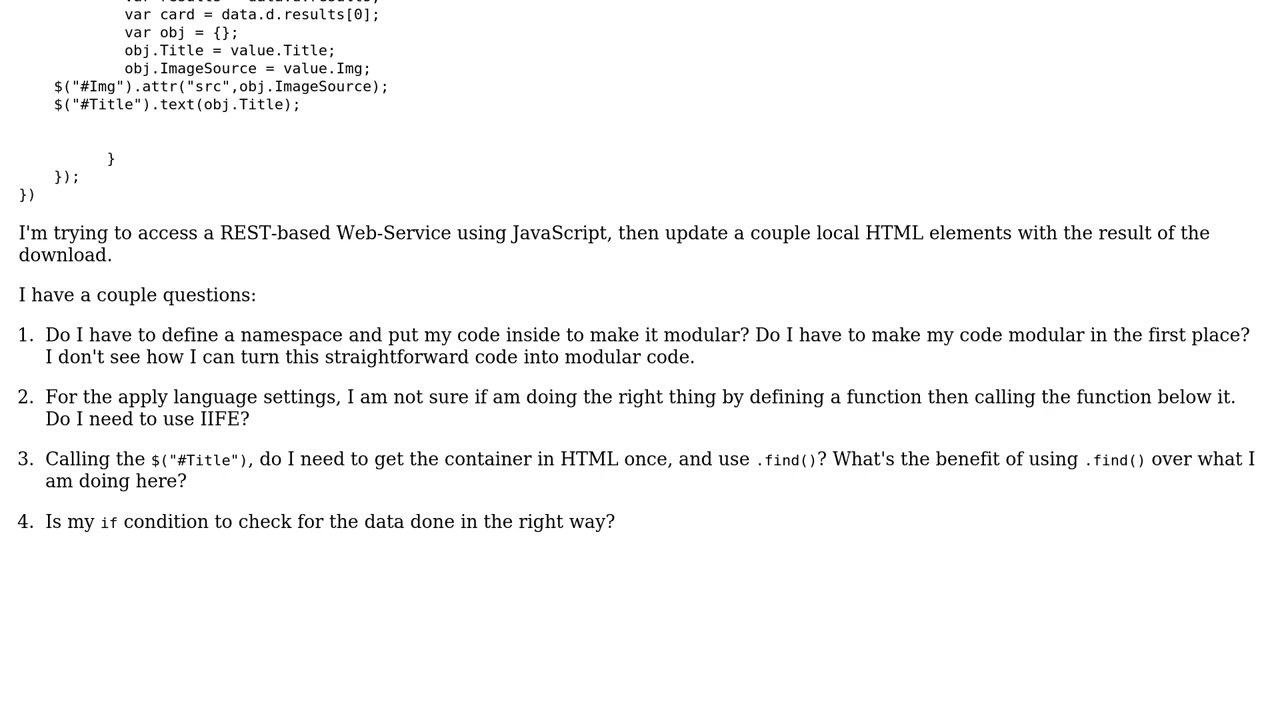 var card = data.d.results[0];
var obj = {};
obj.Title = value.Title;
obj.ImageSource = value.Img;
$("#Img").attr("src",obj.ImageSource);
$("#Title").text(obj.Title);
}
});
})
I'm trying to access a REST-based Web-Service using JavaScript, then update a couple local HTML elements with the result of the
download.
I have a couple questions:
1. Do I have to define a namespace and put my code inside to make it modular? Do I have to make my code modular in the first place?
I don't see how I can turn this straightforward code into modular code.
2. For the apply language settings, I am not sure if am doing the right thing by defining a function then calling the function below it.
Do I need to use IIFE?
3. Calling the $("#Title"), do I need to get the container in HTML once, and use .find()? What's the benefit of using .find() over what I
am doing here?
4. Is my if condition to check for the data done in the right way?